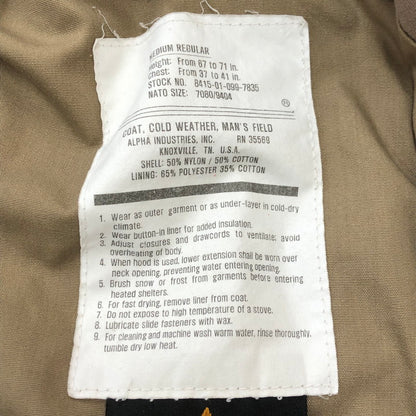 MEDIUM REGULAR
Height: From 67 to 71 in.
Chest: From 37 to 41 in.
STOCK NO. 8415-01-099-7835
NATO SIZE: 7080/9404
®
COAT, COLD WEATHER, MAN'S FIELD
ALPHA INDUSTRIES, INC. RN 35569
KNOXVILLE, TN. U.S.A.
SHELL: 50% NYLON / 50% COTTON
LINING: 65% POLYESTER 35% COTTON
1. Wear as outer garment or as under-layer in cold-dry
climate.
2. Wear button-in liner for added insulation.
3. Adjust closures and drawcords to ventilate; avoid
overheating of body.
4. When hood is used, lower extension shall be worn over
neck opening, preventing water entering opening.
5. Brush snow or frost from garments before entering
heated shelters.
6. For fast drying, remove liner from coat.
7. Do not expose to high temperature of a stove.
8. Lubricate slide fasteners with wax.
9. For cleaning and machine wash warm water, rinse thoroughly,
tumble dry low heat.